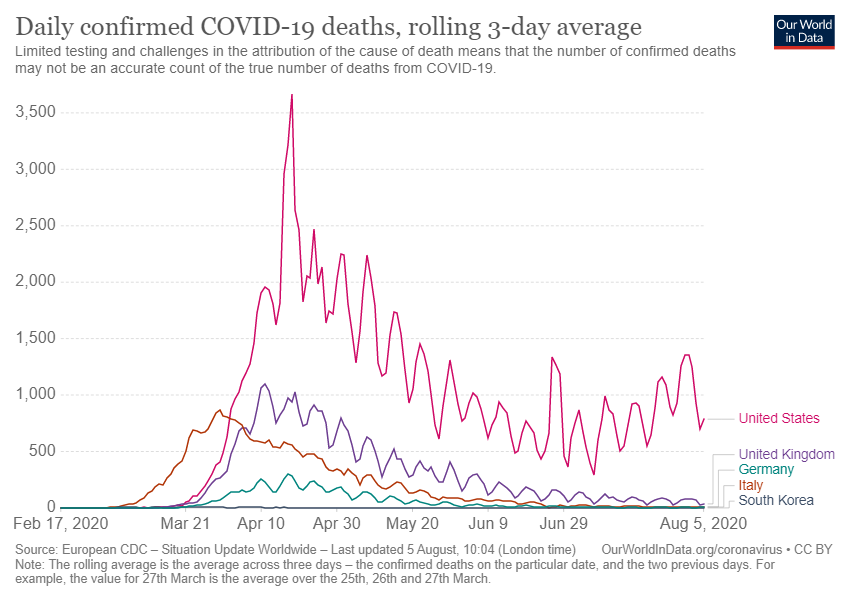 Daily confirmed COVID-19 deaths, rolling 3-day average
Our World
in Data
Limited testing and challenges in the attribution of the cause of death means that the number of confirmed deaths
may not be an accurate count of the true number of deaths from COVID-19.
3,500
3,000
2,500
2,000
1,500
1,000
500
0
United States
United Kingdom
Germany
Italy
South Korea
Feb 17, 2020
Mar 21
Apr 10
Apr 30
May 20
Jun 9
Jun 29
Aug 5, 2020
Source: European CDC – Situation Update Worldwide – Last updated 5 August, 10:04 (London time)
OurWorldInData.org/coronavirus • CC BY
Note: The rolling average is the average across three days – the confirmed deaths on the particular date, and the two previous days. For
example, the value for 27th March is the average over the 25th, 26th and 27th March.